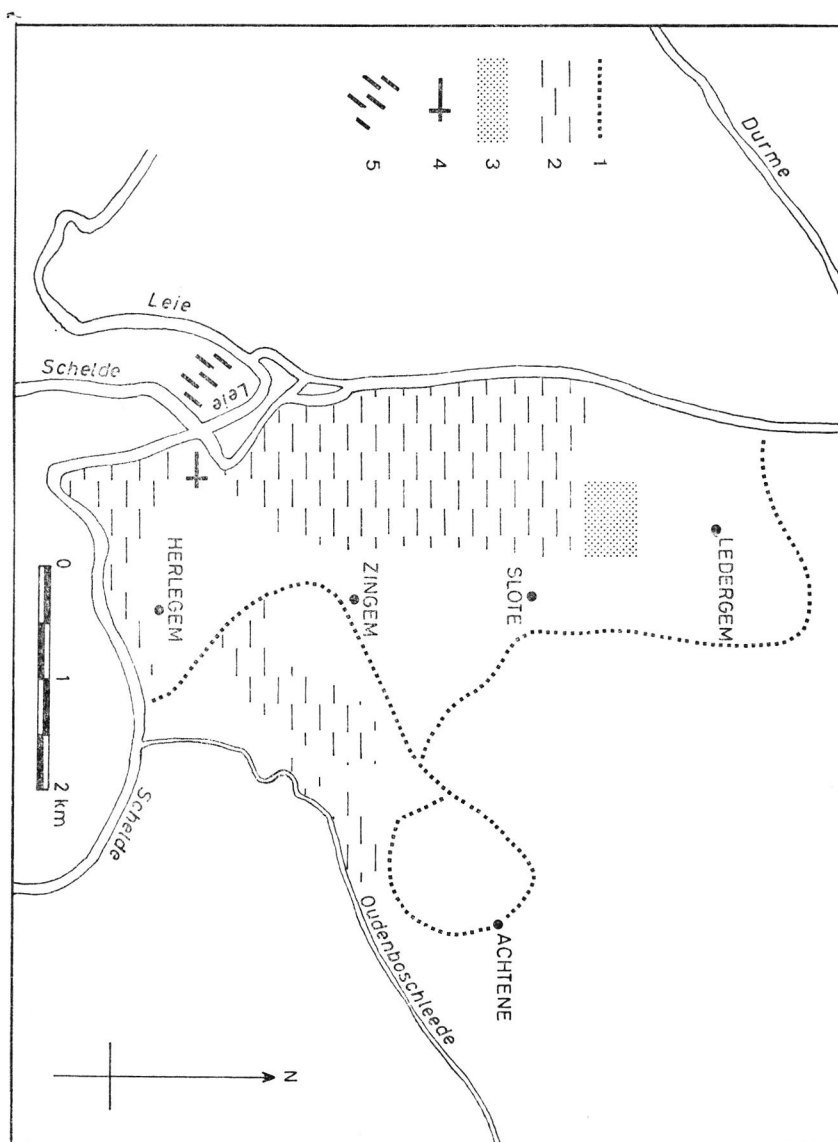 Durme
1
2
3
4
5
Leie
Schelde
Leie
LEDERGEM
SLOTE
ZINGEM
HERLEGEM
ACHTENE
Oudenboschleede
Schelde
0 1 2 km
N